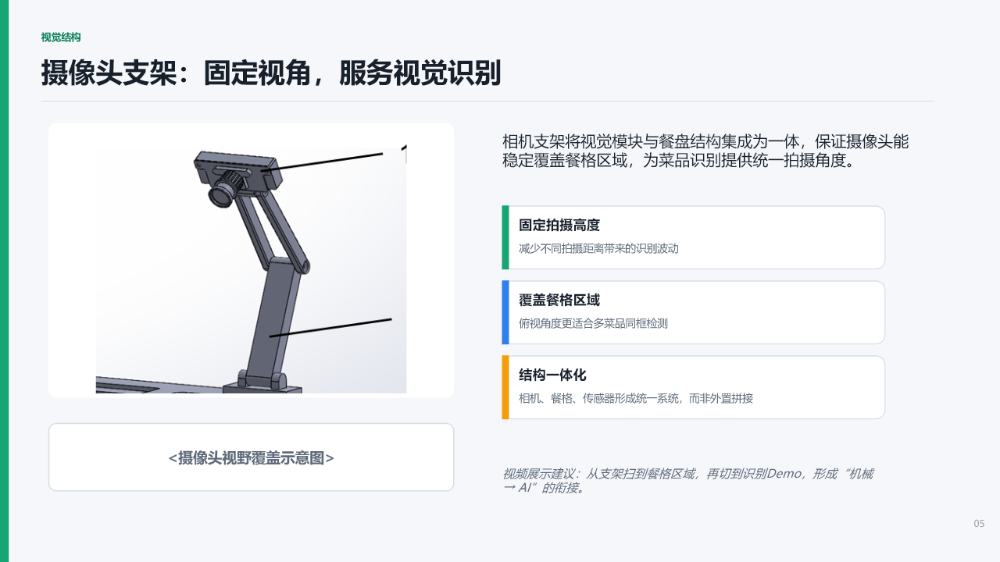 视觉结构
摄像头支架：固定视角，服务视觉识别
相机支架将视觉模块与餐盘结构集成为一体，保证摄像头能
稳定覆盖餐格区域，为菜品识别提供统一拍摄角度。
固定拍摄高度
减少不同拍摄距离带来的识别波动
覆盖餐格区域
俯视角度更适合多菜品同框检测
结构一体化
相机、餐格、传感器形成统一系统，而非外置拼接
<摄像头视野覆盖示意图>
视频展示建议：从支架扫到餐格区域，再切到识别Demo，形成“机械
→ AI”的衔接。
05